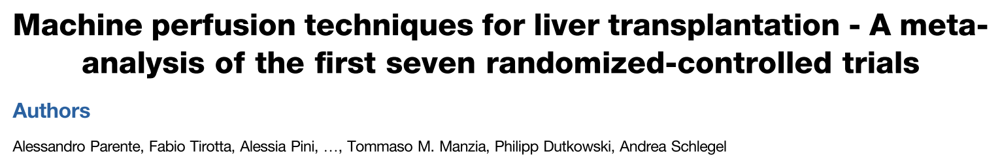 Machine perfusion techniques for liver transplantation - A meta-
analysis of the first seven randomized-controlled trials
Authors
Alessandro Parente, Fabio Tirotta, Alessia Pini, …, Tommaso M. Manzia, Philipp Dutkowski, Andrea Schlegel